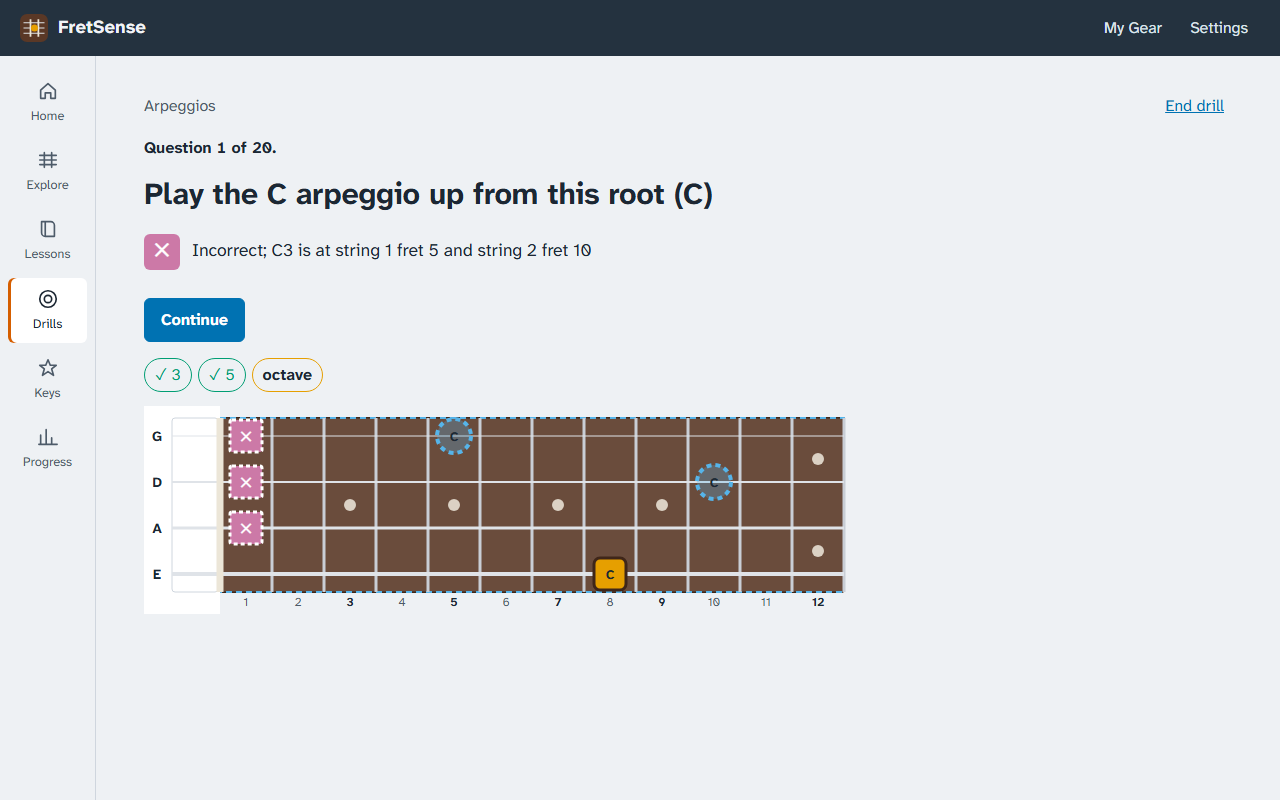 FretSense
My Gear
Settings
Home
Explore
Lessons
Drills
Keys
Progress
Arpeggios
End drill
Question 1 of 20.
Play the C arpeggio up from this root (C)
Incorrect; C3 is at string 1 fret 5 and string 2 fret 10
Continue
✓ 3
✓ 5
octave
G
C
D
C
A
E
C
1 2 3 4 5 6 7 8 9 10 11 12